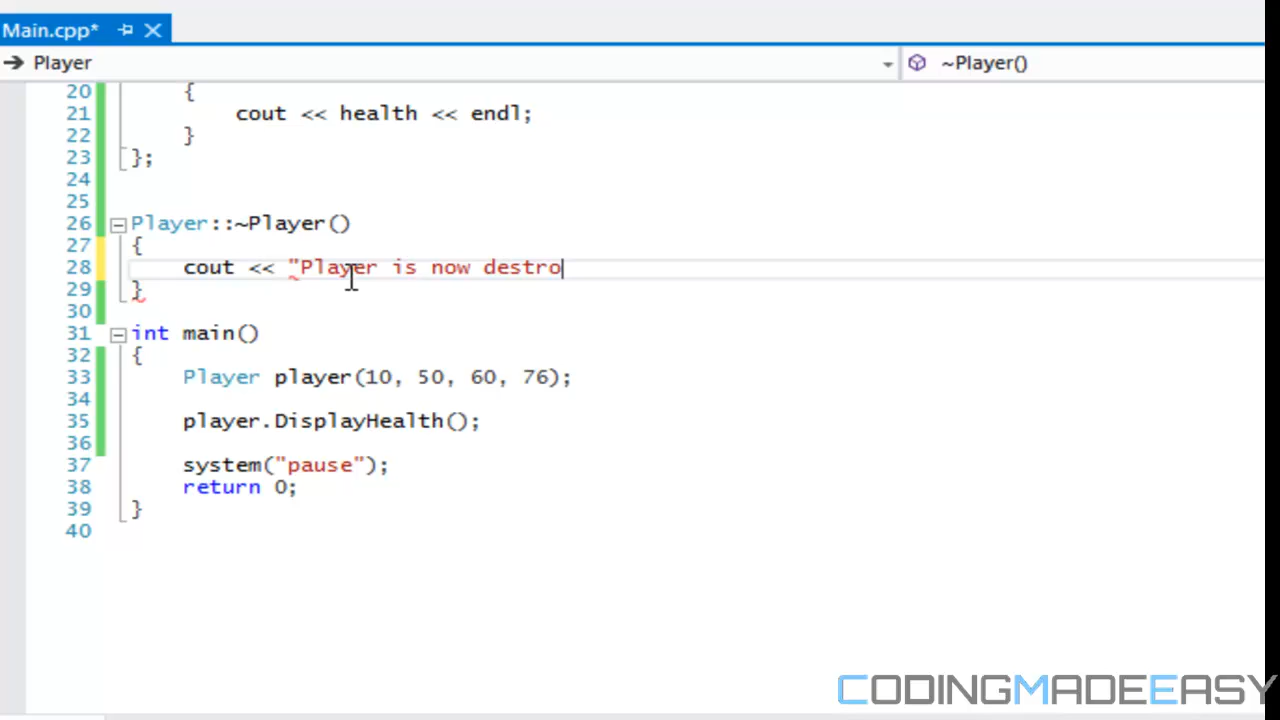 Main.cpp*
Player
~Player()
20 {
21 cout << health << endl;
22 }
23 };
24
25
26 Player::~Player()
27 {
28 cout << "Player is now destro
29 }
30
31 int main()
32 {
33 Player player(10, 50, 60, 76);
34
35 player.DisplayHealth();
36
37 system("pause");
38 return 0;
39 }
40
CODINGMADEEASY